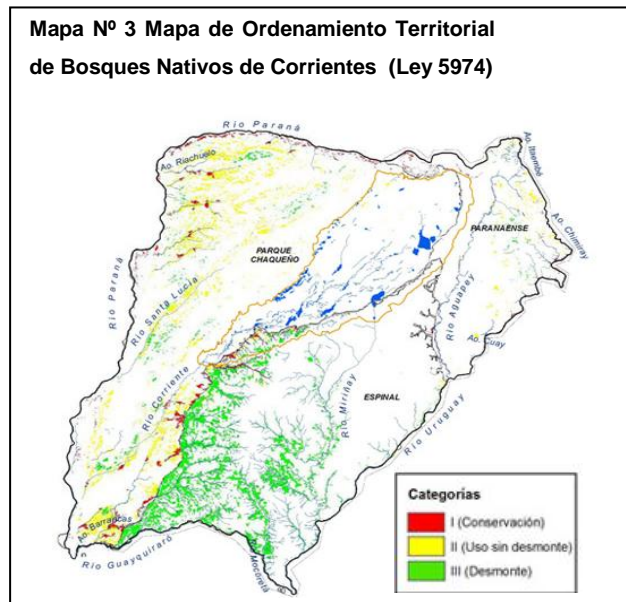 Mapa Nº 3 Mapa de Ordenamiento Territorial
de Bosques Nativos de Corrientes (Ley 5974)
Río Paraná
Ao. Riachuelo
Ao. Itaembé
Ao. Chimiray
PARQUE
CHAQUEÑO
PARANAENSE
Río Paraná
Río Santa Lucía
Río Aguapey
Ao. Cuay
Río Corriente
Río Miriñay
ESPINAL
Río Uruguay
Ao. Barrancas
Río Guayquiraró
Río Mocoretá
Categorías
I (Conservación)
II (Uso sin desmonte)
III (Desmonte)